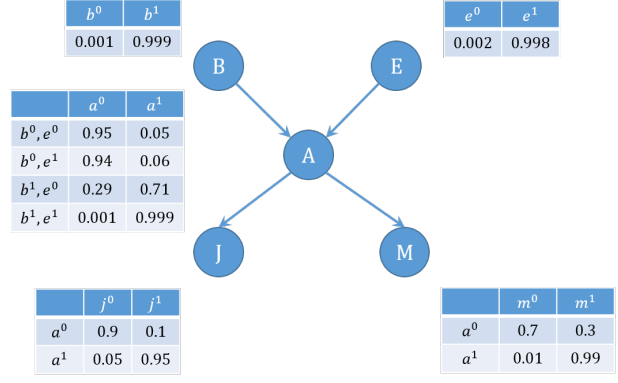 b⁰ b¹
0.001 0.999
e⁰ e¹
0.002 0.998
B
E
a⁰ a¹
b⁰, e⁰ 0.95 0.05
b⁰, e¹ 0.94 0.06
b¹, e⁰ 0.29 0.71
b¹, e¹ 0.001 0.999
A
J
M
j⁰ j¹
a⁰ 0.9 0.1
a¹ 0.05 0.95
m⁰ m¹
a⁰ 0.7 0.3
a¹ 0.01 0.99